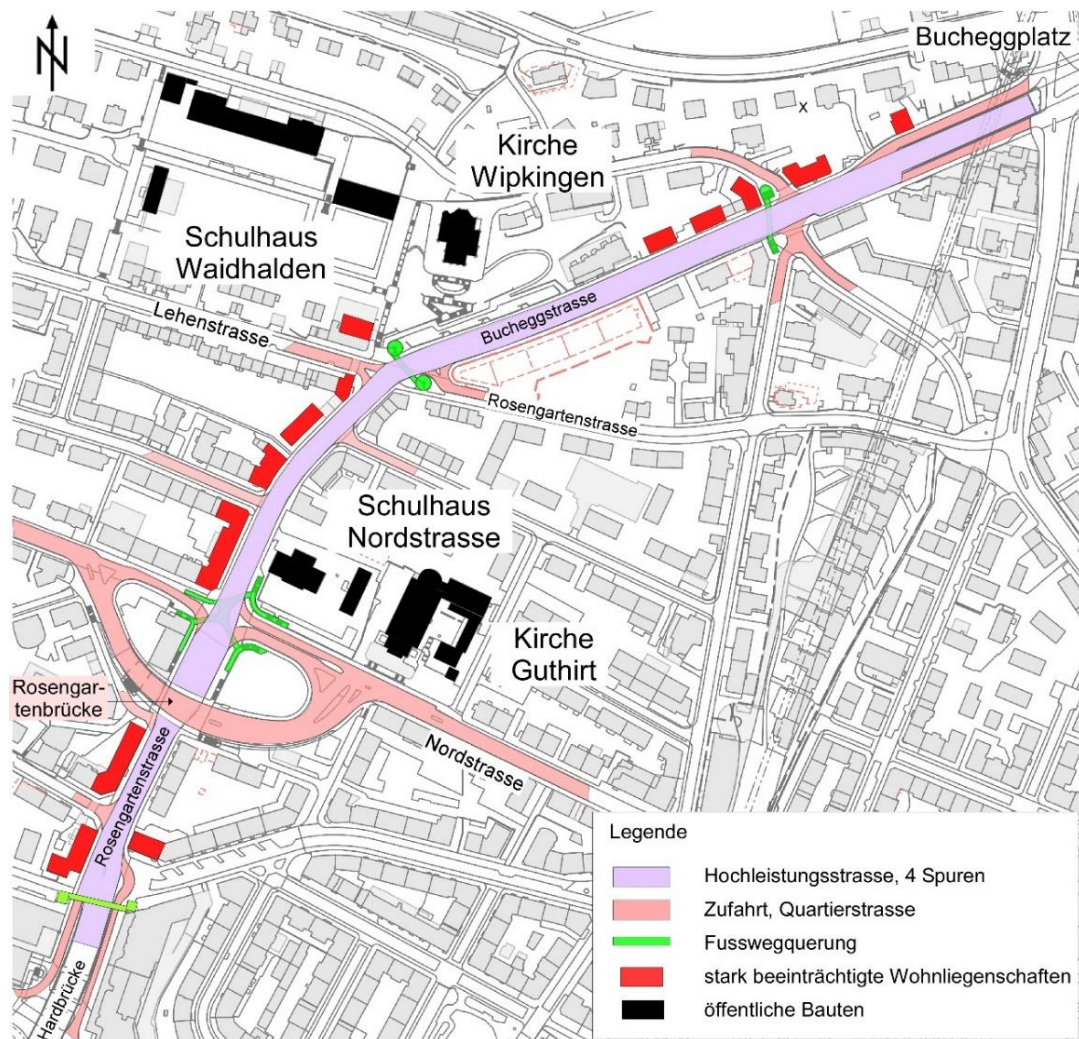 N
Bucheggplatz
x
Kirche
Wipkingen
Schulhaus
Waidhalden
Lehenstrasse
Bucheggstrasse
Rosengartenstrasse
Schulhaus
Nordstrasse
Kirche
Guthirt
Rosengar-
tenbrücke
Nordstrasse
Rosengartenstrasse
Hardbrücke
Legende
Hochleistungsstrasse, 4 Spuren
Zufahrt, Quartierstrasse
Fusswegquerung
stark beeinträchtigte Wohnliegenschaften
öffentliche Bauten